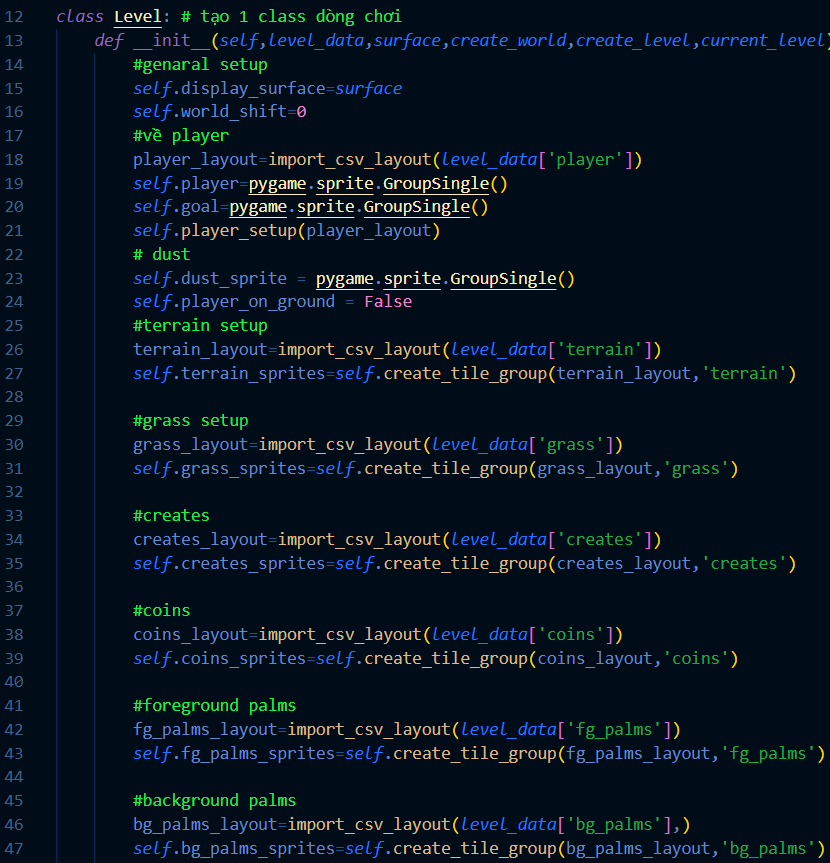 12 class Level: # tạo 1 class dòng chơi
13 def __init__(self,level_data,surface,create_world,create_level,current_level)
14 #genaral setup
15 self.display_surface=surface
16 self.world_shift=0
17 #về player
18 player_layout=import_csv_layout(level_data['player'])
19 self.player=pygame.sprite.GroupSingle()
20 self.goal=pygame.sprite.GroupSingle()
21 self.player_setup(player_layout)
22 # dust
23 self.dust_sprite = pygame.sprite.GroupSingle()
24 self.player_on_ground = False
25 #terrain setup
26 terrain_layout=import_csv_layout(level_data['terrain'])
27 self.terrain_sprites=self.create_tile_group(terrain_layout,'terrain')
28
29 #grass setup
30 grass_layout=import_csv_layout(level_data['grass'])
31 self.grass_sprites=self.create_tile_group(grass_layout,'grass')
32
33 #creates
34 creates_layout=import_csv_layout(level_data['creates'])
35 self.creates_sprites=self.create_tile_group(creates_layout,'creates')
36
37 #coins
38 coins_layout=import_csv_layout(level_data['coins'])
39 self.coins_sprites=self.create_tile_group(coins_layout,'coins')
40
41 #foreground palms
42 fg_palms_layout=import_csv_layout(level_data['fg_palms'])
43 self.fg_palms_sprites=self.create_tile_group(fg_palms_layout,'fg_palms')
44
45 #background palms
46 bg_palms_layout=import_csv_layout(level_data['bg_palms'],)
47 self.bg_palms_sprites=self.create_tile_group(bg_palms_layout,'bg_palms')